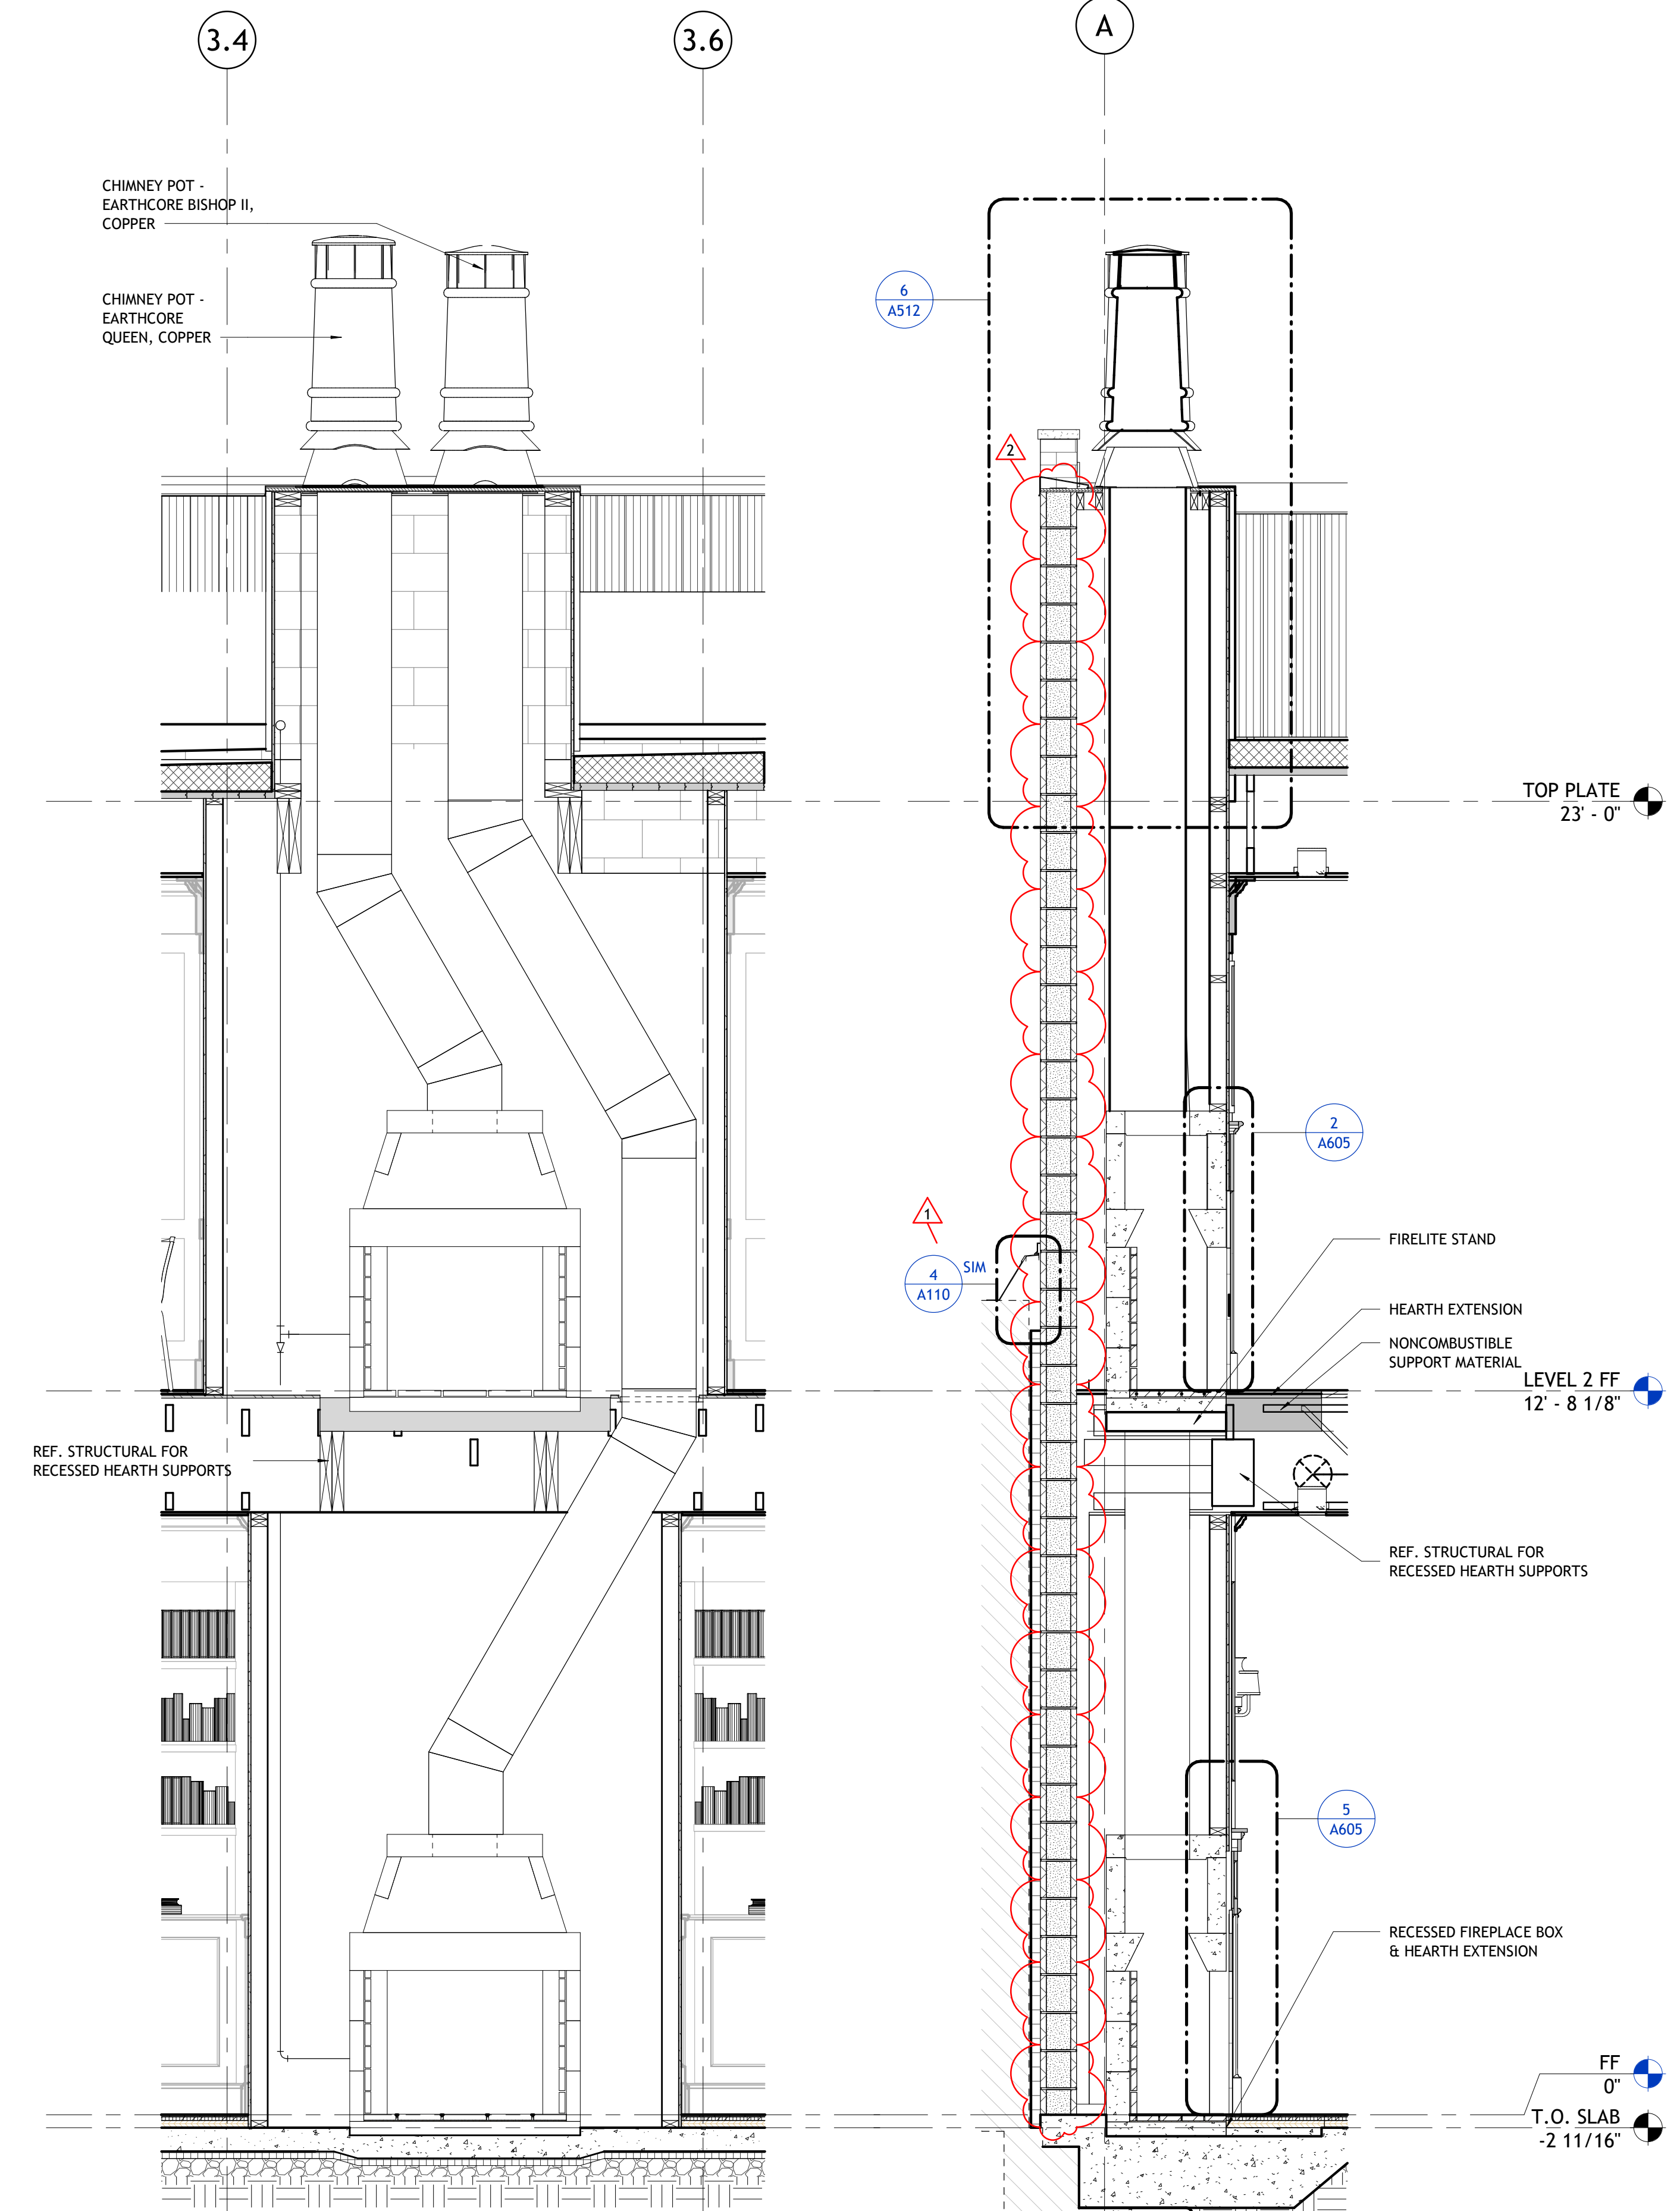 3.4
3.6
A
CHIMNEY POT -
EARTHCORE BISHOP II,
COPPER
CHIMNEY POT -
EARTHCORE
QUEEN, COPPER
6
A512
2
TOP PLATE
23' - 0"
2
A605
1
4
A110
SIM
FIRELITE STAND
HEARTH EXTENSION
NONCOMBUSTIBLE
SUPPORT MATERIAL
LEVEL 2 FF
12' - 8 1/8"
REF. STRUCTURAL FOR
RECESSED HEARTH SUPPORTS
REF. STRUCTURAL FOR
RECESSED HEARTH SUPPORTS
5
A605
RECESSED FIREPLACE BOX
& HEARTH EXTENSION
FF
0"
T.O. SLAB
-2 11/16"